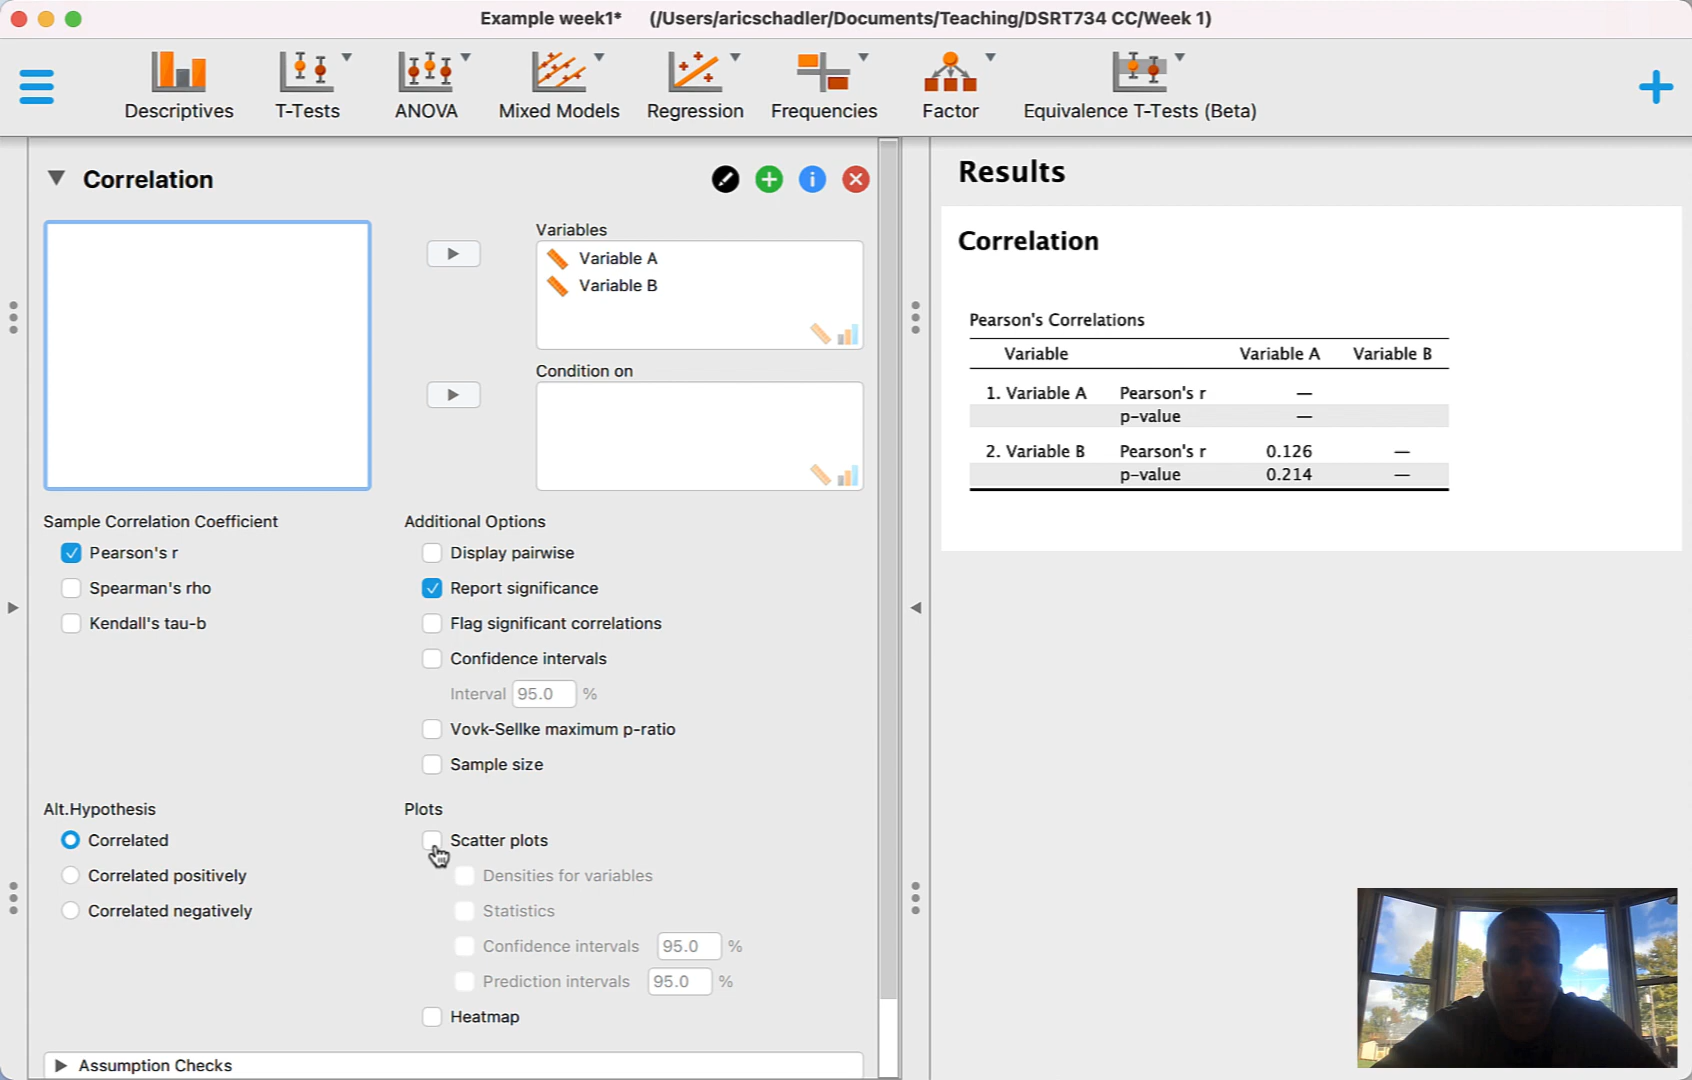 Example week1* (/Users/aricschadler/Documents/Teaching/DSRT734 CC/Week 1)
Descriptives T-Tests ANOVA Mixed Models Regression Frequencies Factor Equivalence T-Tests (Beta)
Correlation
Variables
Variable A
Variable B
Condition on
Sample Correlation Coefficient
Pearson's r
Spearman's rho
Kendall's tau-b
Additional Options
Display pairwise
Report significance
Flag significant correlations
Confidence intervals
Interval 95.0 %
Vovk-Sellke maximum p-ratio
Sample size
Alt.Hypothesis
Correlated
Correlated positively
Correlated negatively
Plots
Scatter plots
Densities for variables
Statistics
Confidence intervals 95.0 %
Prediction intervals 95.0 %
Heatmap
Assumption Checks
Results
Correlation
Pearson's Correlations
Variable Variable A Variable B
1. Variable A Pearson's r —
p-value —
2. Variable B Pearson's r 0.126 —
p-value 0.214 —